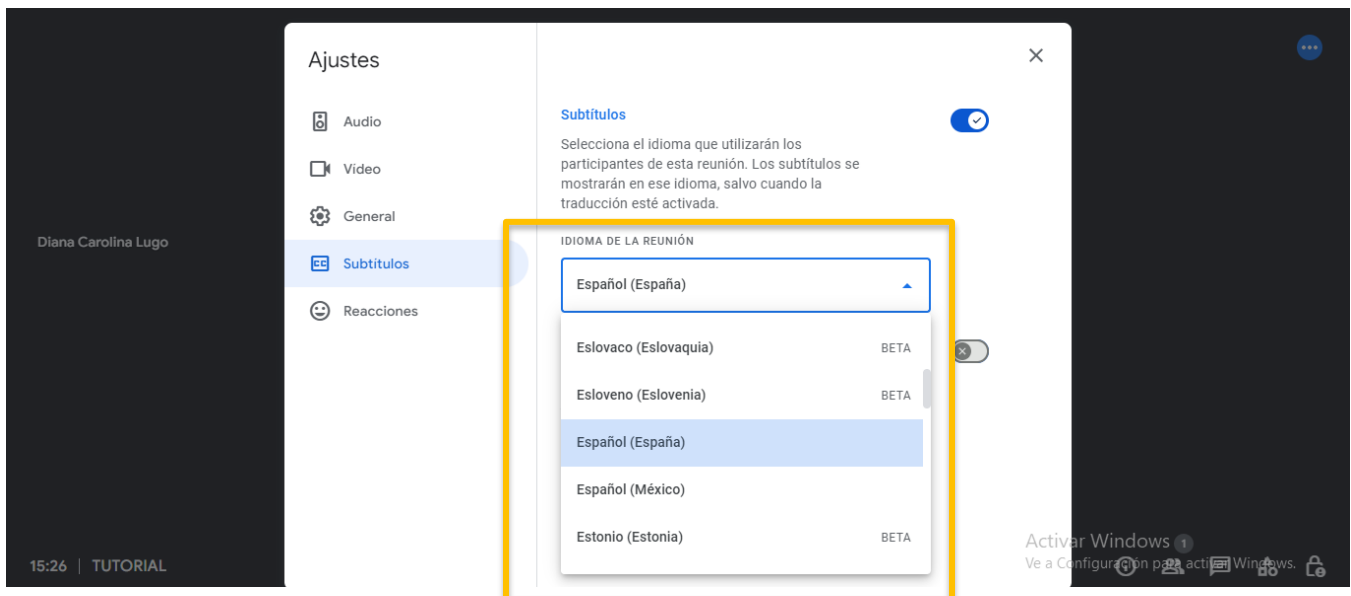 Ajustes
Audio
Vídeo
General
Subtítulos
Reacciones
Subtítulos
Selecciona el idioma que utilizarán los
participantes de esta reunión. Los subtítulos se
mostrarán en ese idioma, salvo cuando la
traducción esté activada.
IDIOMA DE LA REUNIÓN
Español (España)
Eslovaco (Eslovaquia) BETA
Esloveno (Eslovenia) BETA
Español (España)
Español (México)
Estonio (Estonia) BETA
Diana Carolina Lugo
15:26 | TUTORIAL
Activar Windows 1
Ve a Configuración para activar Windows.